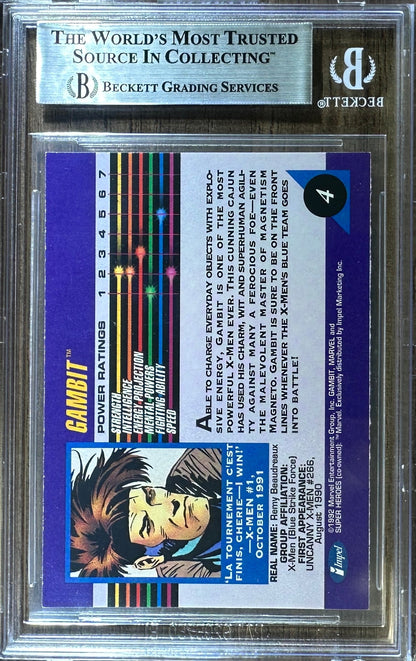 THE WORLD'S MOST TRUSTED
SOURCE IN COLLECTING™
B BECKETT GRADING SERVICES
B
BECKETT
GAMBIT™
POWER RATINGS 1 2 3 4 5 6 7
STRENGTH
INTELLIGENCE
ENERGY PROJECTION
MENTAL POWERS
FIGHTING ABILITY
SPEED
"LA TOURNEMENT C'EST
FINIS, CHERIE—I WIN!"
—X-MEN #1,
OCTOBER 1991
REAL NAME: Remy Beaudreaux
GROUP AFFILIATION:
X-Men (Blue Strike Force)
FIRST APPEARANCE:
UNCANNY X-MEN #266,
August 1990
ABLE TO CHARGE EVERYDAY OBJECTS WITH EXPLO-
SIVE ENERGY, GAMBIT IS ONE OF THE MOST
POWERFUL X-MEN EVER. THIS CUNNING CAJUN
HAS USED HIS CHARM, WIT AND SUPERHUMAN AGILI-
TY AGAINST MANY A FEROCIOUS FOE—EVEN
THE MALEVOLENT MASTER OF MAGNETISM
MAGNETO. GAMBIT IS SURE TO BE ON THE FRONT
LINES WHENEVER THE X-MEN'S BLUE TEAM GOES
INTO BATTLE!
4
impel
©1992 Marvel Entertainment Group, Inc. GAMBIT, MARVEL and
SUPER HEROES (co-owned): ™Marvel. Exclusively distributed by Impel Marketing Inc.